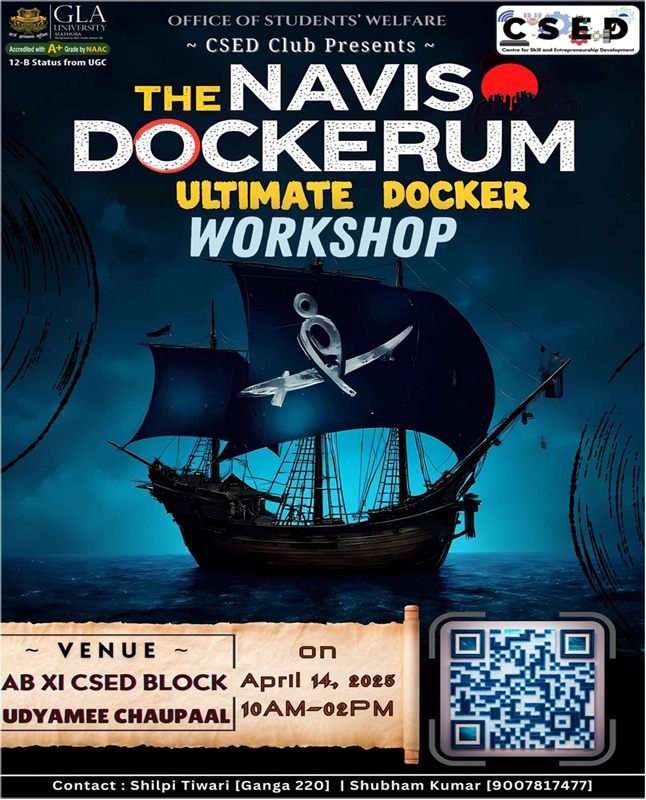 GLA
UNIVERSITY
MATHURA
Accredited with A+ Grade by NAAC
12-B Status from UGC
OFFICE OF STUDENTS' WELFARE
~ CSED Club Presents ~
CSED
Centre for Skill and Entrepreneurship Development
THE NAVIS
DOCKERUM
ULTIMATE DOCKER
WORKSHOP
~ VENUE ~
AB XI CSED BLOCK
UDYAMEE CHAUPAAL
on
April 14, 2025
10AM-02PM
Contact : Shilpi Tiwari [Ganga 220] | Shubham Kumar [9007817477]